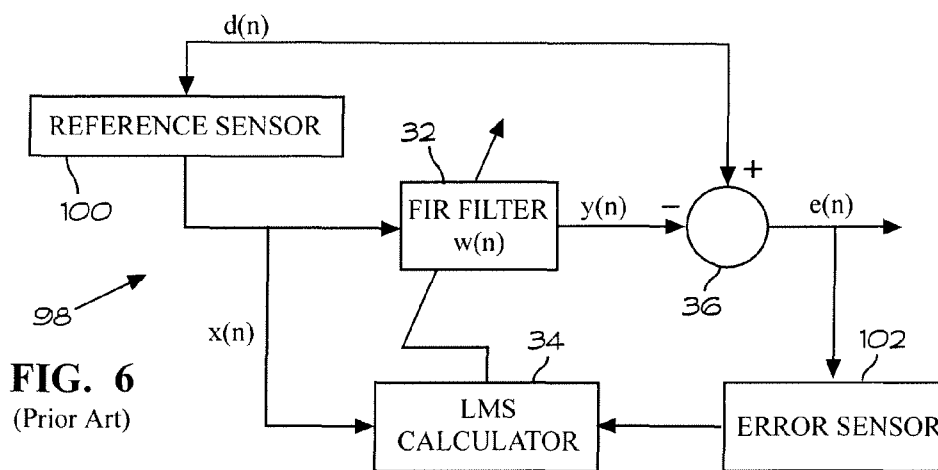 d(n)
REFERENCE SENSOR
100
32
FIR FILTER
w(n)
y(n)
−
+
e(n)
36
98
x(n)
34
102
FIG. 6
(Prior Art)
LMS
CALCULATOR
ERROR SENSOR